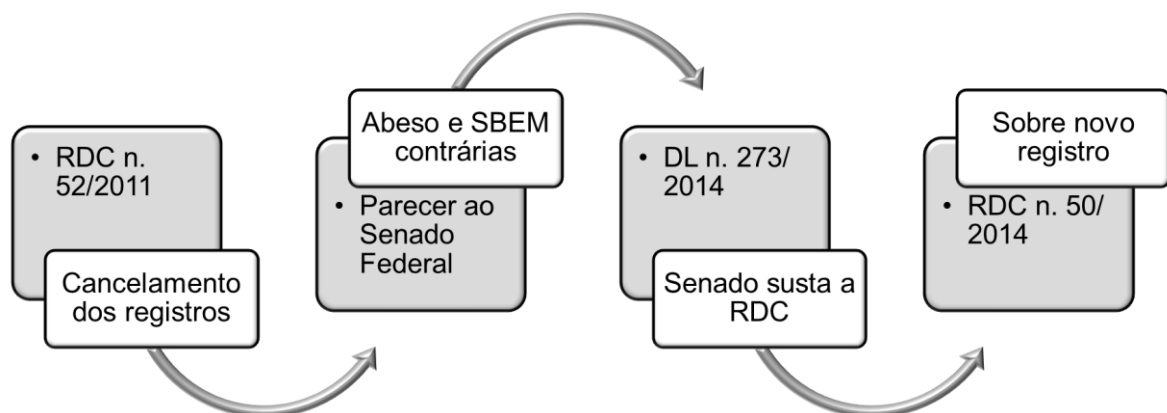 • RDC n.
52/2011
Cancelamento
dos registros
Abeso e SBEM
contrárias
• Parecer ao
Senado
Federal
• DL n. 273/
2014
Senado susta a
RDC
Sobre novo
registro
• RDC n. 50/
2014